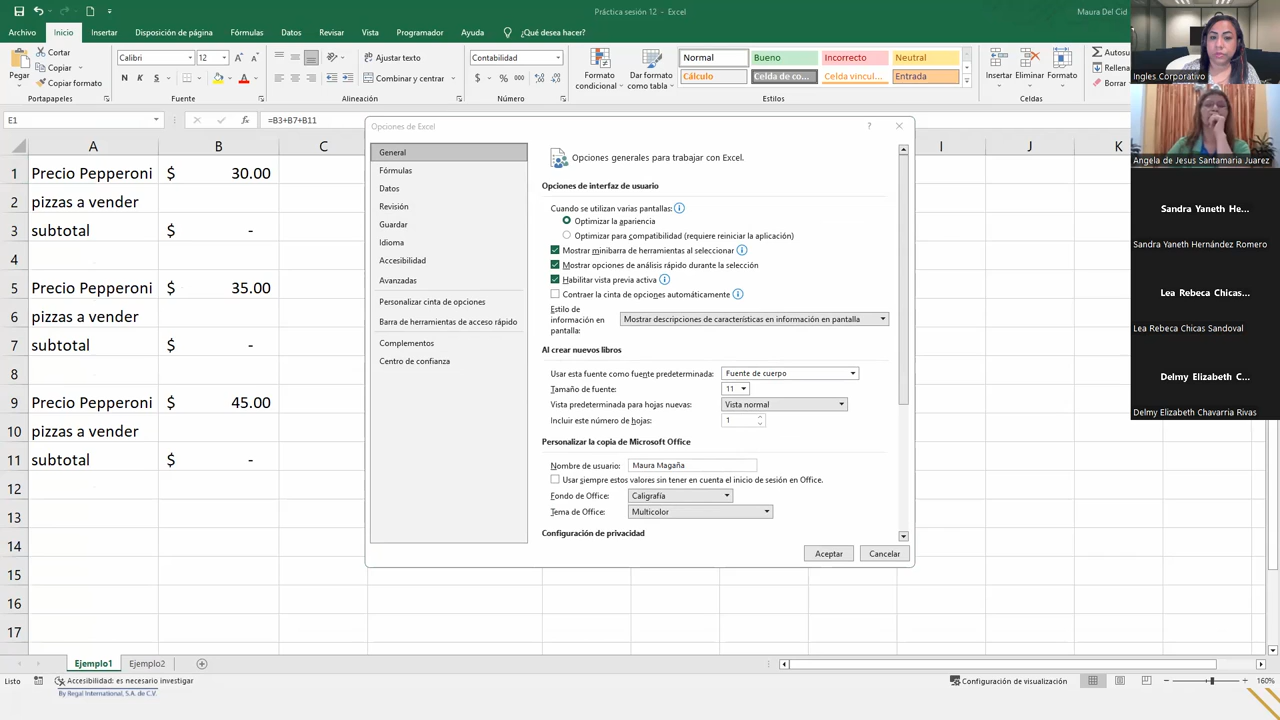 Práctica sesión 12 - Excel
Maura Del Cid
Archivo Inicio Insertar Disposición de página Fórmulas Datos Revisar Vista Programador Ayuda ¿Qué desea hacer?
Pegar
Cortar
Copiar
Copiar formato
Portapapeles
Calibri 12
N K S
Fuente
Ajustar texto
Combinar y centrar
Alineación
Contabilidad
$ % 000
Número
Formato condicional
Dar formato como tabla
Normal Bueno Incorrecto Neutral
Cálculo Celda de co... Celda vincul... Entrada
Estilos
Insertar Eliminar Formato
Celdas
Autosu
Rellena
Borrar
E1
=B3+B7+B11
A B C I J K
1 Precio Pepperoni $ 30.00
2 pizzas a vender
3 subtotal $ -
4
5 Precio Pepperoni $ 35.00
6 pizzas a vender
7 subtotal $ -
8
9 Precio Pepperoni $ 45.00
10 pizzas a vender
11 subtotal $ -
12
13
14
15
16
17
Opciones de Excel
General
Fórmulas
Datos
Revisión
Guardar
Idioma
Accesibilidad
Avanzadas
Personalizar cinta de opciones
Barra de herramientas de acceso rápido
Complementos
Centro de confianza
Opciones generales para trabajar con Excel.
Opciones de interfaz de usuario
Cuando se utilizan varias pantallas:
Optimizar la apariencia
Optimizar para compatibilidad (requiere reiniciar la aplicación)
Mostrar minibarra de herramientas al seleccionar
Mostrar opciones de análisis rápido durante la selección
Habilitar vista previa activa
Contraer la cinta de opciones automáticamente
Estilo de información en pantalla: Mostrar descripciones de características en información en pantalla
Al crear nuevos libros
Usar esta fuente como fuente predeterminada: Fuente de cuerpo
Tamaño de fuente: 11
Vista predeterminada para hojas nuevas: Vista normal
Incluir este número de hojas: 1
Personalizar la copia de Microsoft Office
Nombre de usuario: Maura Magaña
Usar siempre estos valores sin tener en cuenta el inicio de sesión en Office.
Fondo de Office: Caligrafía
Tema de Office: Multicolor
Configuración de privacidad
Aceptar Cancelar
Ingles Corporativo
Angela de Jesus Santamaria Juarez
Sandra Yaneth He...
Sandra Yaneth Hernández Romero
Lea Rebeca Chicas...
Lea Rebeca Chicas Sandoval
Delmy Elizabeth C...
Delmy Elizabeth Chavarria Rivas
Ejemplo1 Ejemplo2
Listo Accesibilidad: es necesario investigar Configuración de visualización 160%
By Regal International, S.A. de C.V.